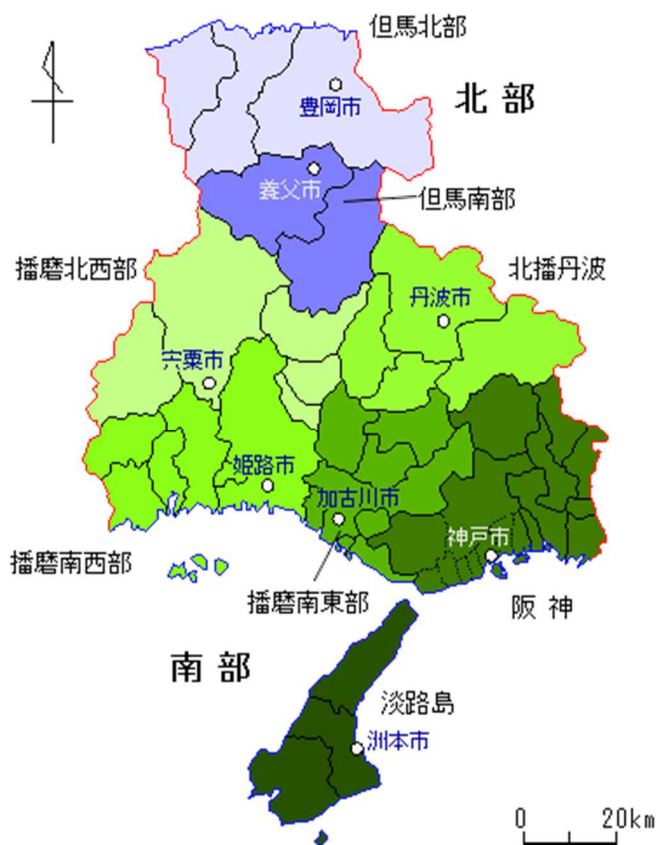 但馬北部
北部
豊岡市
養父市
但馬南部
播磨北西部
北播丹波
丹波市
宍粟市
姫路市
加古川市
神戸市
播磨南西部
播磨南東部
阪神
南部
淡路島
洲本市
0 20km